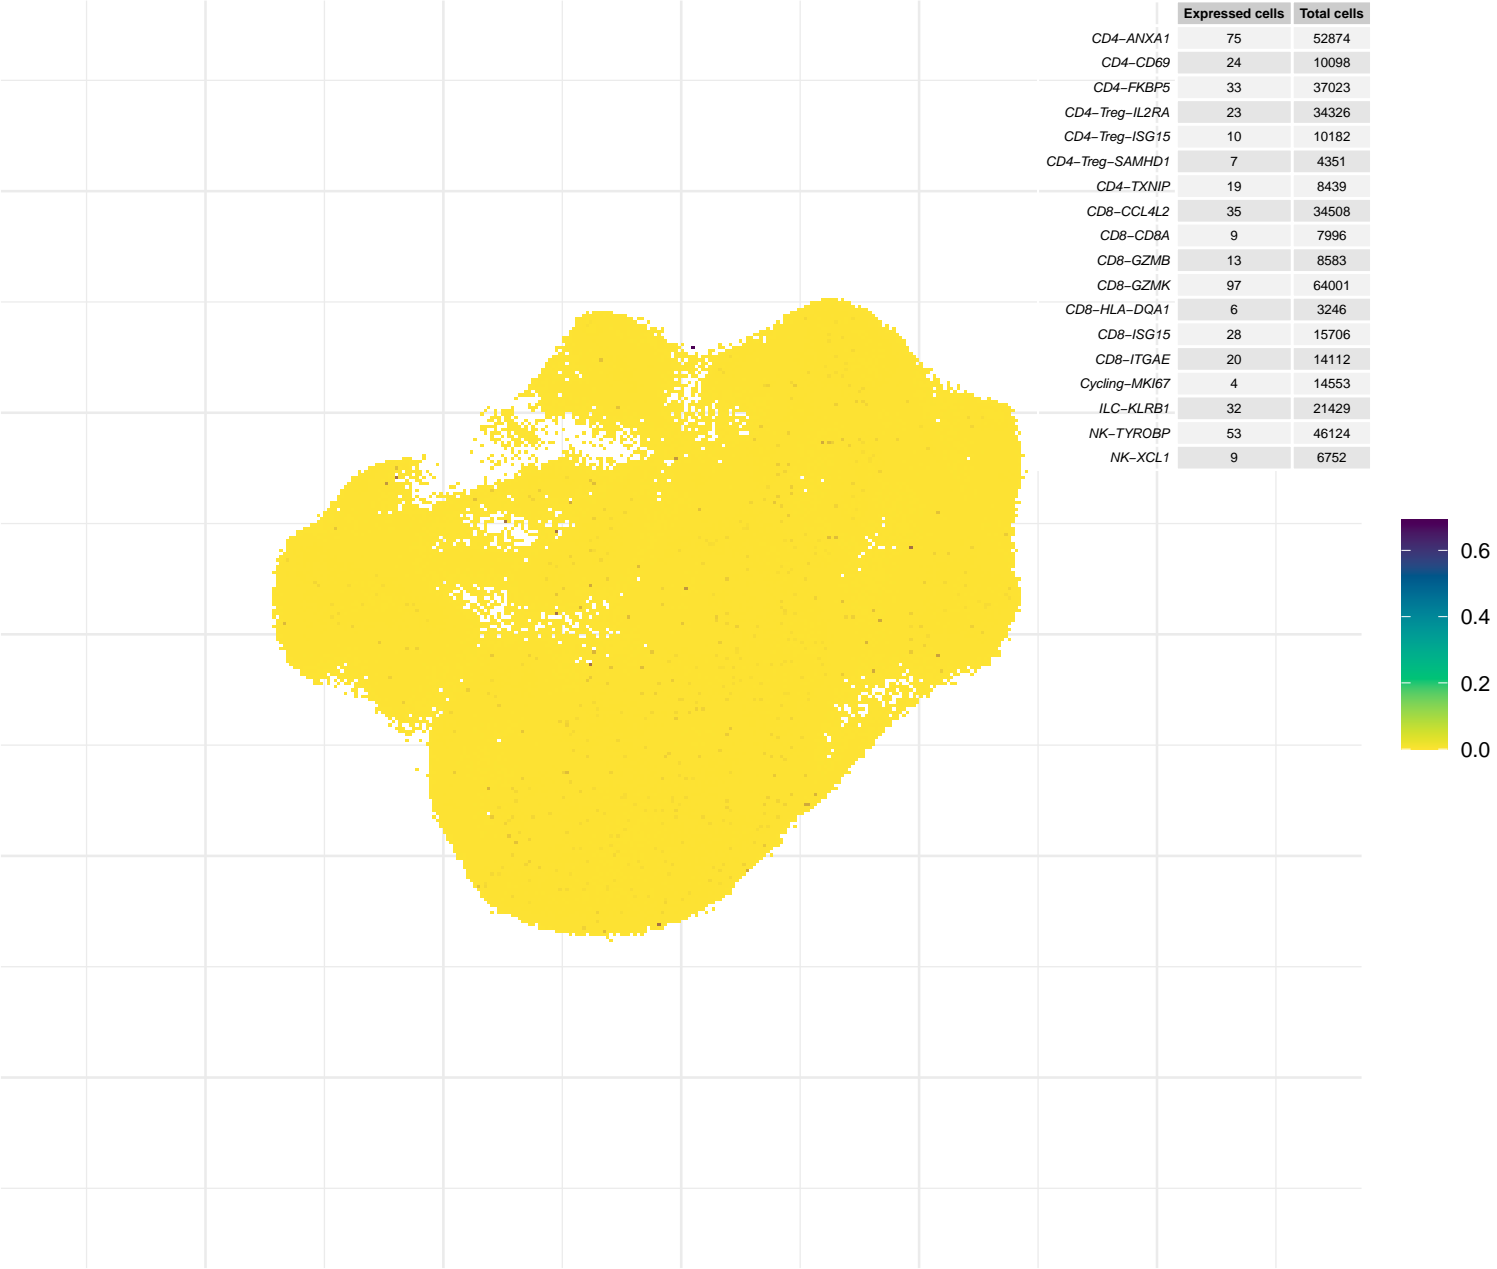 Expressed cells Total cells
CD4−ANXA1 75 52874
CD4−CD69 24 10098
CD4−FKBP5 33 37023
CD4−Treg−IL2RA 23 34326
CD4−Treg−ISG15 10 10182
CD4−Treg−SAMHD1 7 4351
CD4−TXNIP 19 8439
CD8−CCL4L2 35 34508
CD8−CD8A 9 7996
CD8−GZMB 13 8583
CD8−GZMK 97 64001
CD8−HLA−DQA1 6 3246
CD8−ISG15 28 15706
CD8−ITGAE 20 14112
Cycling−MKI67 4 14553
ILC−KLRB1 32 21429
NK−TYROBP 53 46124
NK−XCL1 9 6752
0.6
0.4
0.2
0.0